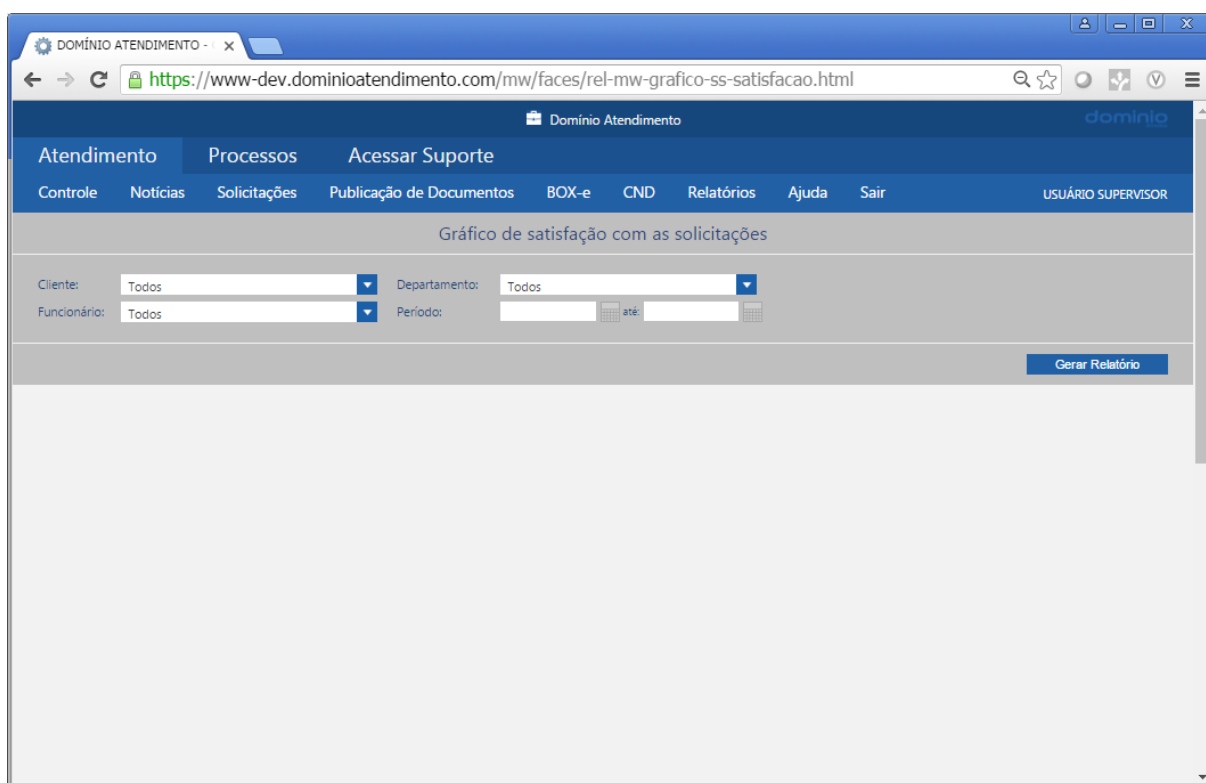 DOMÍNIO ATENDIMENTO -
https://www-dev.dominioatendimento.com/mw/faces/rel-mw-grafico-ss-satisfacao.html
Domínio Atendimento dominio
Atendimento Processos Acessar Suporte
Controle Notícias Solicitações Publicação de Documentos BOX-e CND Relatórios Ajuda Sair USUÁRIO SUPERVISOR
Gráfico de satisfação com as solicitações
Cliente: Todos Departamento: Todos
Funcionário: Todos Período: até:
Gerar Relatório